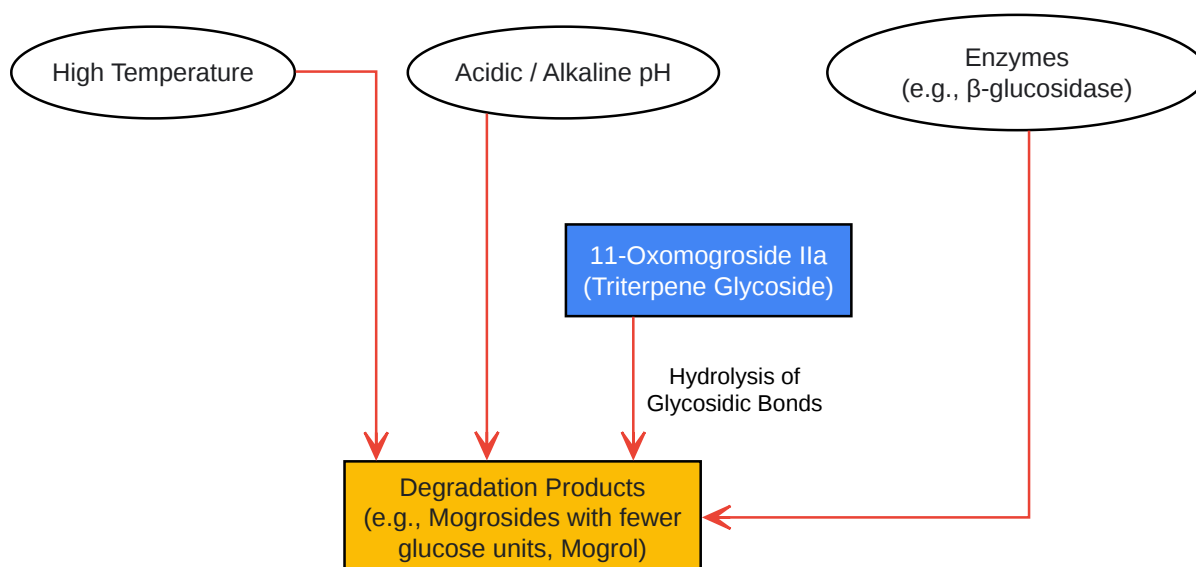 High Temperature
Acidic / Alkaline pH
Enzymes
(e.g., β-glucosidase)
11-Oxomogroside IIa
(Triterpene Glycoside)
Hydrolysis of
Glycosidic Bonds
Degradation Products
(e.g., Mogrosides with fewer
glucose units, Mogrol)